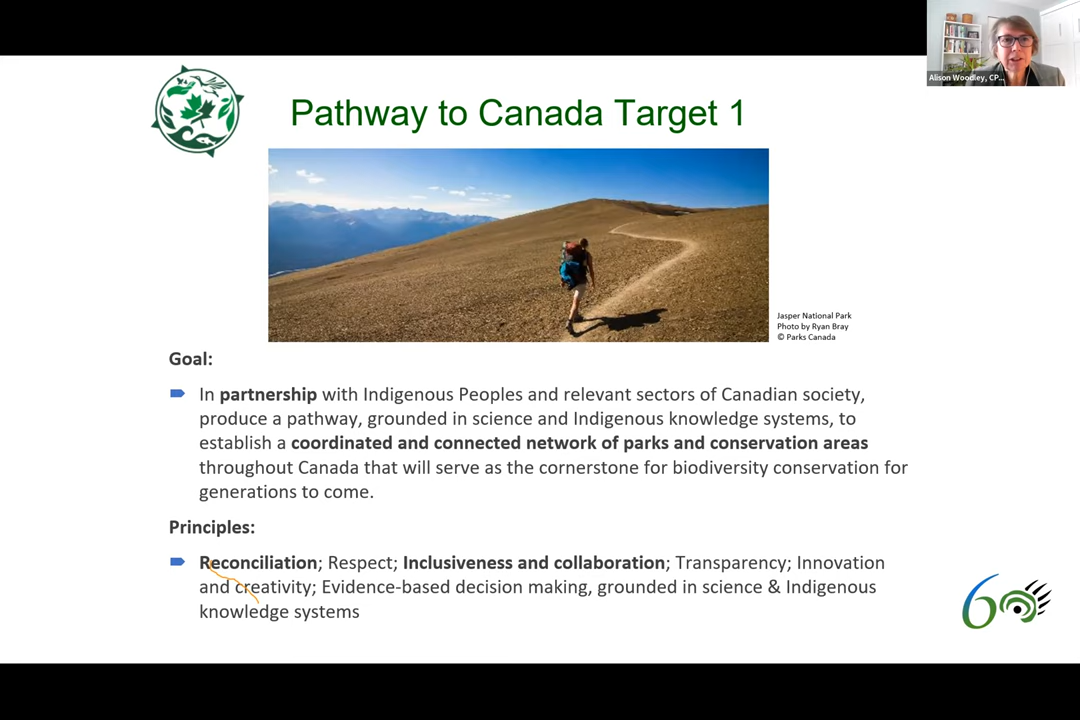 Alison Woodley, CP...
Pathway to Canada Target 1
Jasper National Park
Photo by Ryan Bray
© Parks Canada
Goal:
In partnership with Indigenous Peoples and relevant sectors of Canadian society,
produce a pathway, grounded in science and Indigenous knowledge systems, to
establish a coordinated and connected network of parks and conservation areas
throughout Canada that will serve as the cornerstone for biodiversity conservation for
generations to come.
Principles:
Reconciliation; Respect; Inclusiveness and collaboration; Transparency; Innovation
and creativity; Evidence-based decision making, grounded in science & Indigenous
knowledge systems
60